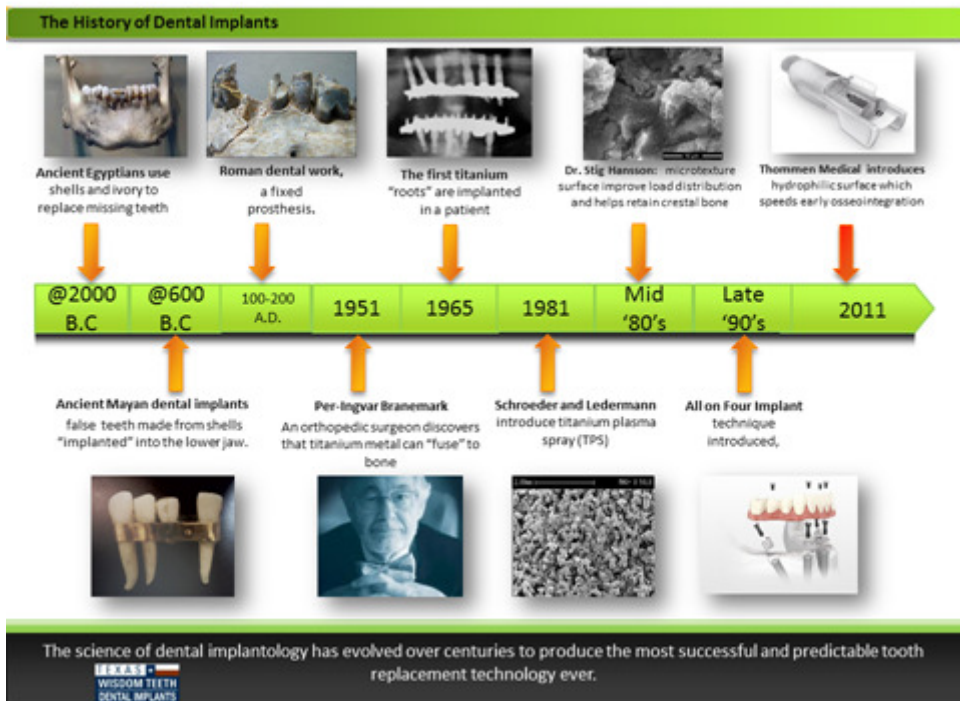 The History of Dental Implants
Ancient Egyptians use
shells and ivory to
replace missing teeth
Roman dental work,
a fixed
prosthesis.
The first titanium
"roots" are implanted
in a patient
Dr. Stig Hansson: microtexture
surface improve load distribution
and helps retain crestal bone
Thommen Medical introduces
hydrophilic surface which
speeds early osseointegration
@2000
B.C
@600
B.C
100-200
A.D.
1951
1965
1981
Mid
'80's
Late
'90's
2011
Ancient Mayan dental implants
false teeth made from shells
"implanted" into the lower jaw.
Per-Ingvar Branemark
An orthopedic surgeon discovers
that titanium metal can "fuse" to
bone
Schroeder and Ledermann
introduce titanium plasma
spray (TPS)
All on Four Implant
technique
introduced,
The science of dental implantology has evolved over centuries to produce the most successful and predictable tooth
replacement technology ever.
TEXAS
WISDOM TEETH
DENTAL IMPLANTS